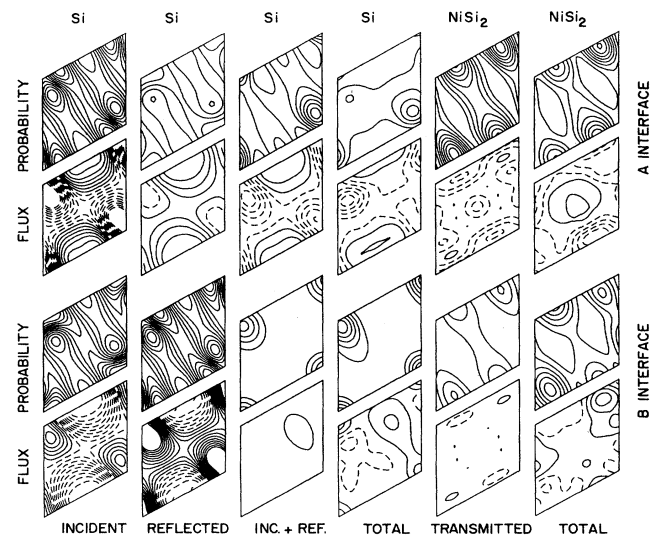 Si Si Si Si NiSi₂ NiSi₂
PROBABILITY
FLUX
A INTERFACE
PROBABILITY
FLUX
B INTERFACE
INCIDENT REFLECTED INC. + REF. TOTAL TRANSMITTED TOTAL